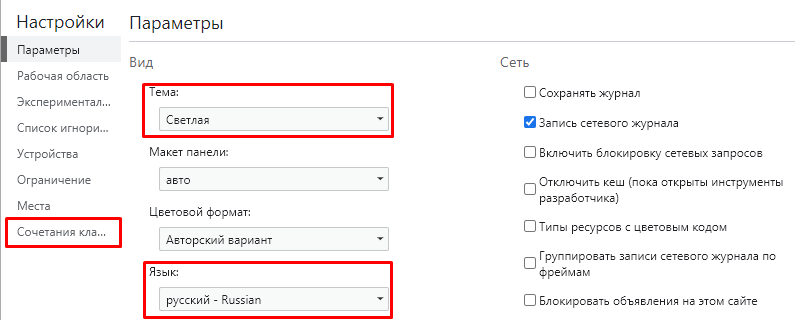 Настройки
Параметры
Рабочая область
Экспериментал...
Список игнори...
Устройства
Ограничение
Места
Сочетания кла...
Параметры
Вид
Тема:
Светлая
Макет панели:
авто
Цветовой формат:
Авторский вариант
Язык:
русский - Russian
Сеть
Сохранять журнал
Запись сетевого журнала
Включить блокировку сетевых запросов
Отключить кеш (пока открыты инструменты
разработчика)
Типы ресурсов с цветовым кодом
Группировать записи сетевого журнала по
фреймам
Блокировать объявления на этом сайте